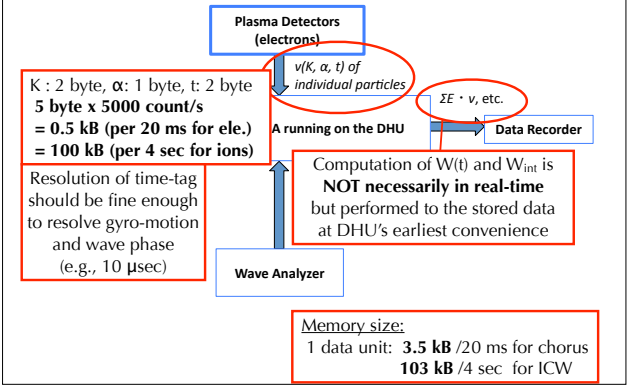 Plasma Detectors
(electrons)
v(K, α, t) of
individual particles
K : 2 byte, α: 1 byte, t: 2 byte
5 byte x 5000 count/s
= 0.5 kB (per 20 ms for ele.)
= 100 kB (per 4 sec for ions)
A running on the DHU
ΣE・v, etc.
Data Recorder
Resolution of time-tag
should be fine enough
to resolve gyro-motion
and wave phase
(e.g., 10 μsec)
Computation of W(t) and Wint is
NOT necessarily in real-time
but performed to the stored data
at DHU's earliest convenience
Wave Analyzer
Memory size:
1 data unit: 3.5 kB /20 ms for chorus
103 kB /4 sec for ICW